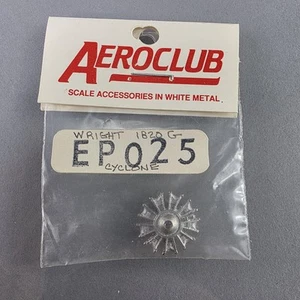 AEROCLUB
SCALE ACCESSORIES IN WHITE METAL.
WRIGHT 1820 G-
EP025
CYCLONE